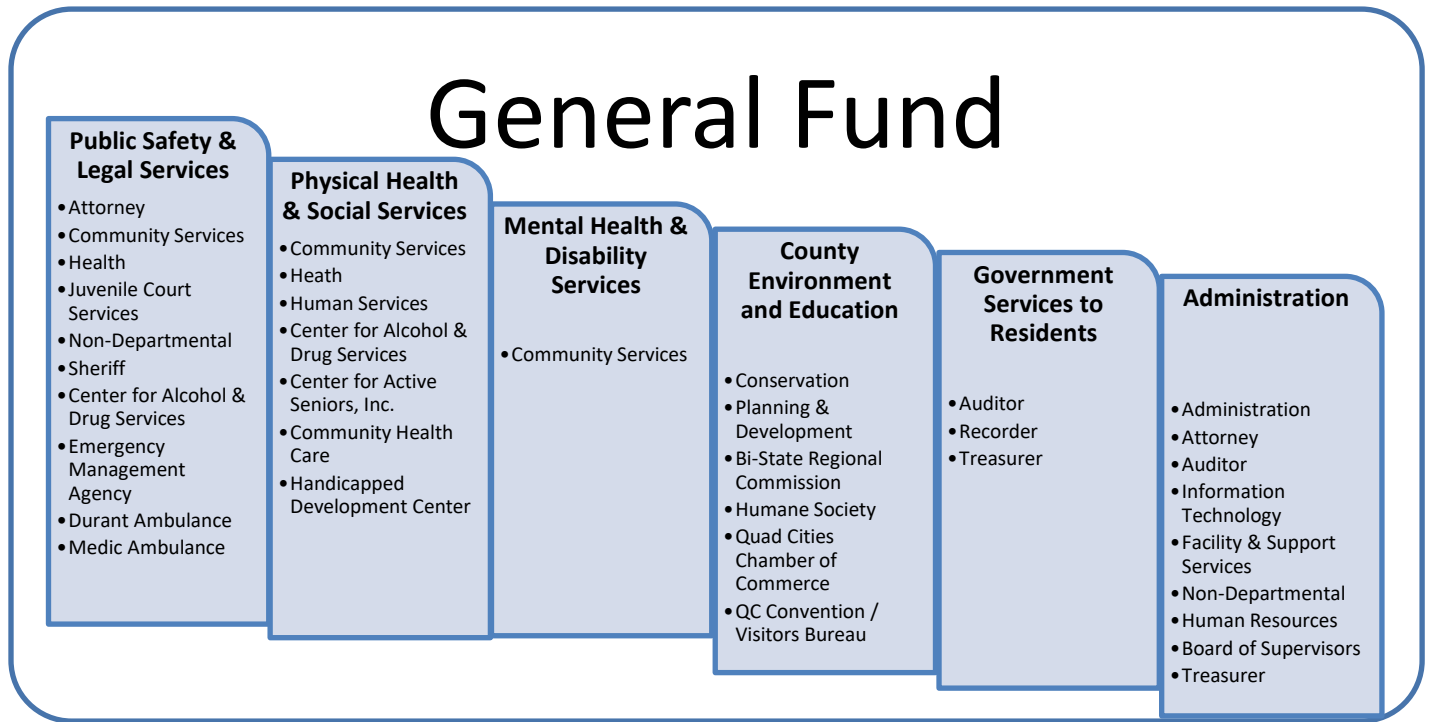 General Fund
Public Safety &
Legal Services
•Attorney
•Community Services
•Health
•Juvenile Court
Services
•Non-Departmental
•Sheriff
•Center for Alcohol &
Drug Services
•Emergency
Management
Agency
•Durant Ambulance
•Medic Ambulance
Physical Health
& Social Services
•Community Services
•Heath
•Human Services
•Center for Alcohol &
Drug Services
•Center for Active
Seniors, Inc.
•Community Health
Care
•Handicapped
Development Center
Mental Health &
Disability
Services
•Community Services
County
Environment
and Education
•Conservation
•Planning &
Development
•Bi-State Regional
Commission
•Humane Society
•Quad Cities
Chamber of
Commerce
•QC Convention /
Visitors Bureau
Government
Services to
Residents
•Auditor
•Recorder
•Treasurer
Administration
•Administration
•Attorney
•Auditor
•Information
Technology
•Facility & Support
Services
•Non-Departmental
•Human Resources
•Board of Supervisors
•Treasurer